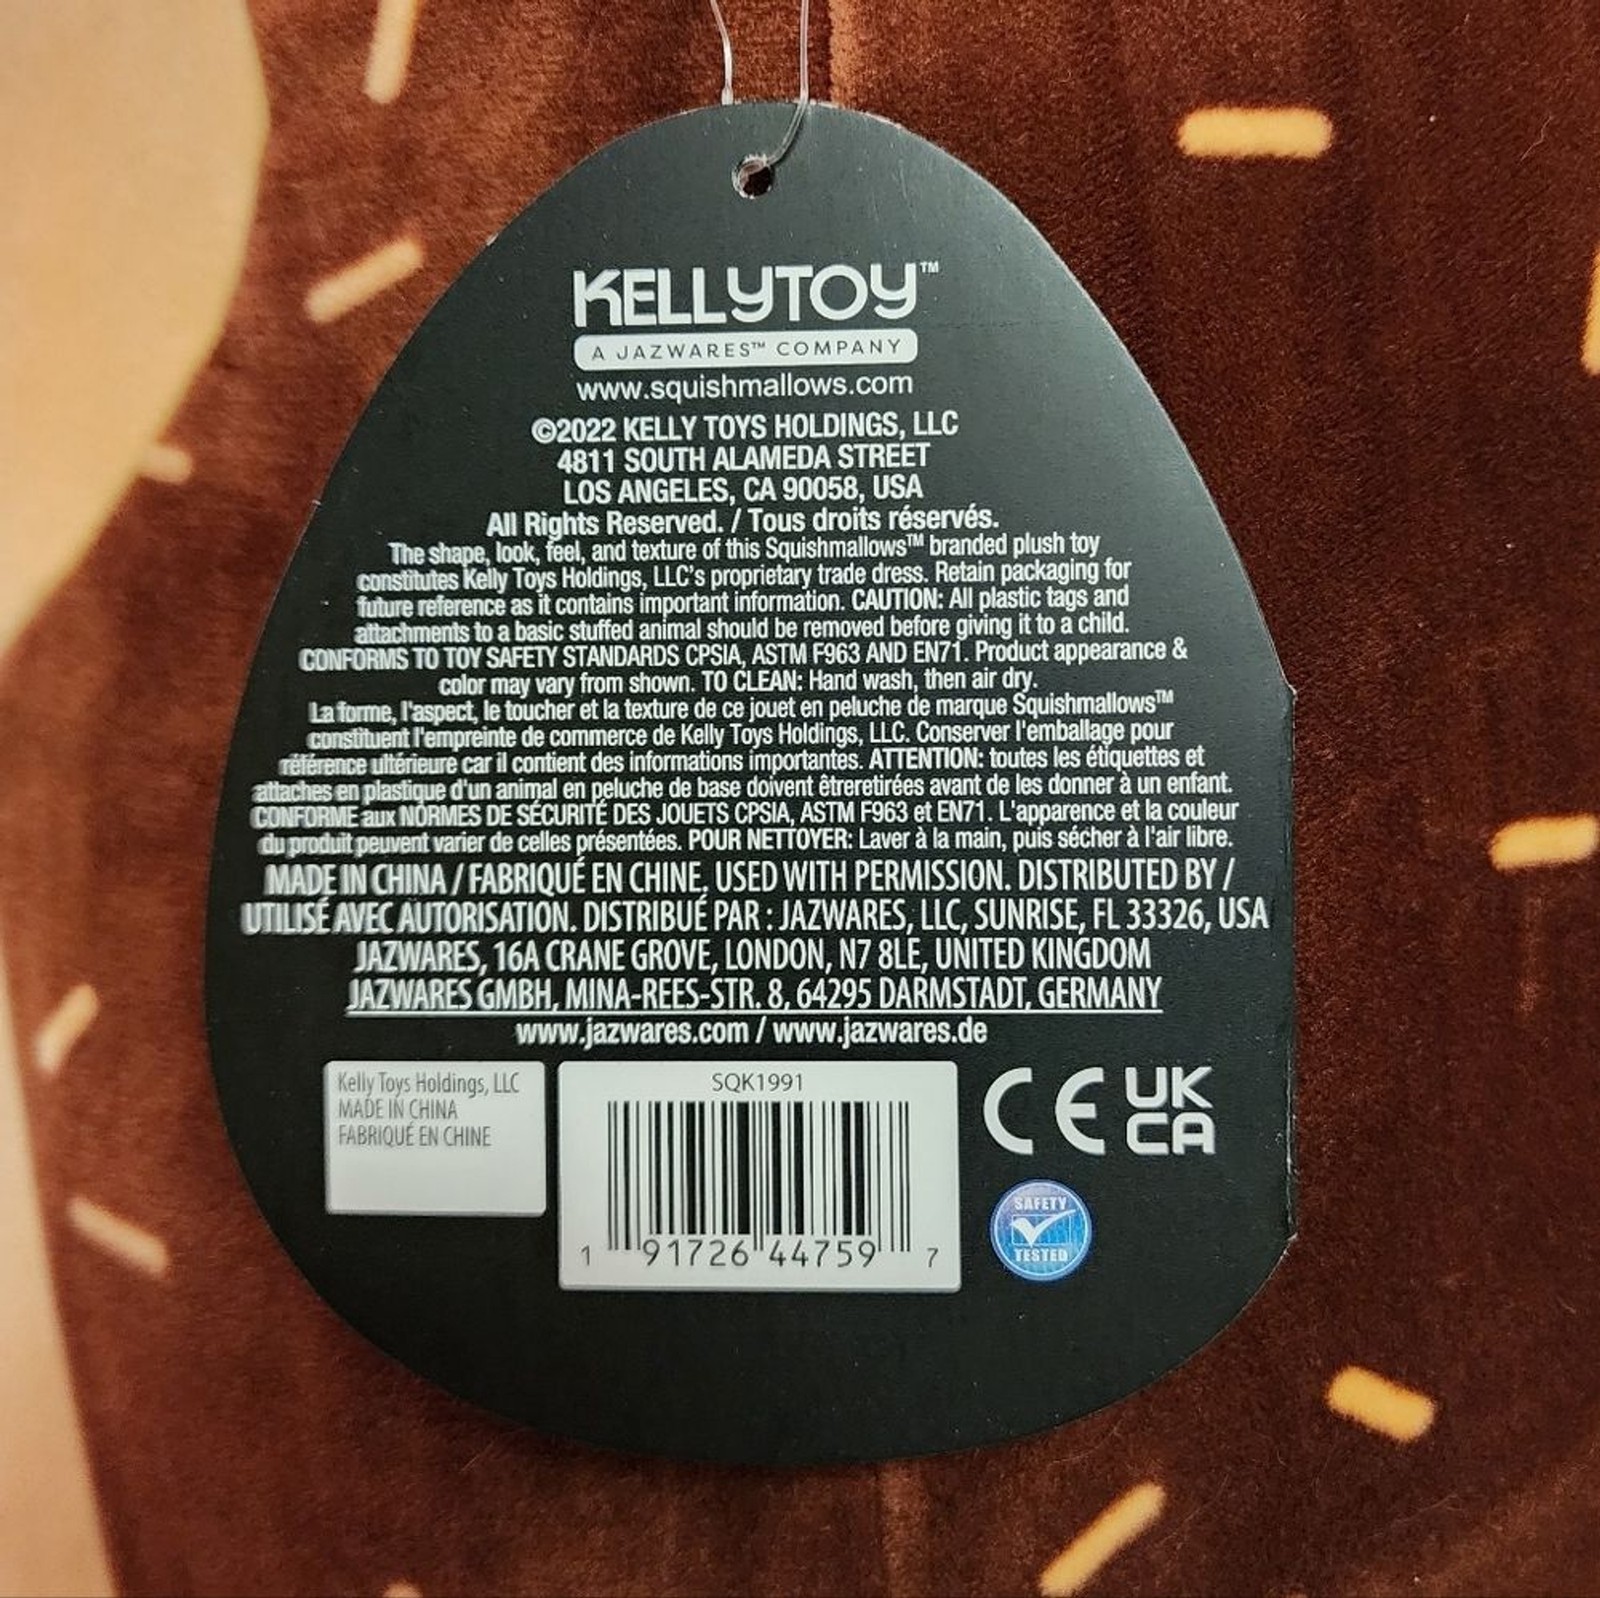 KELLYTOY™
A JAZWARES™ COMPANY
www.squishmallows.com
©2022 KELLY TOYS HOLDINGS, LLC
4811 SOUTH ALAMEDA STREET
LOS ANGELES, CA 90058, USA
All Rights Reserved. / Tous droits réservés.
The shape, look, feel, and texture of this Squishmallows™ branded plush toy
constitutes Kelly Toys Holdings, LLC's proprietary trade dress. Retain packaging for
future reference as it contains important information. CAUTION: All plastic tags and
attachments to a basic stuffed animal should be removed before giving it to a child.
CONFORMS TO TOY SAFETY STANDARDS CPSIA, ASTM F963 AND EN71. Product appearance &
color may vary from shown. TO CLEAN: Hand wash, then air dry.
La forme, l'aspect, le toucher et la texture de ce jouet en peluche de marque Squishmallows™
constituent l'empreinte de commerce de Kelly Toys Holdings, LLC. Conserver l'emballage pour
référence ultérieure car il contient des informations importantes. ATTENTION: toutes les étiquettes et
attaches en plastique d'un animal en peluche de base doivent êtreretirées avant de les donner à un enfant.
CONFORME aux NORMES DE SÉCURITÉ DES JOUETS CPSIA, ASTM F963 et EN71. L'apparence et la couleur
du produit peuvent varier de celles présentées. POUR NETTOYER: Laver à la main, puis sécher à l'air libre.
MADE IN CHINA / FABRIQUÉ EN CHINE. USED WITH PERMISSION. DISTRIBUTED BY /
UTILISÉ AVEC AUTORISATION. DISTRIBUÉ PAR : JAZWARES, LLC, SUNRISE, FL 33326, USA
JAZWARES, 16A CRANE GROVE, LONDON, N7 8LE, UNITED KINGDOM
JAZWARES GMBH, MINA-REES-STR. 8, 64295 DARMSTADT, GERMANY
www.jazwares.com / www.jazwares.de
Kelly Toys Holdings, LLC
MADE IN CHINA
FABRIQUÉ EN CHINE
SQK1991
1 91726 44759 7
CE
UK
CA
SAFETY
TESTED